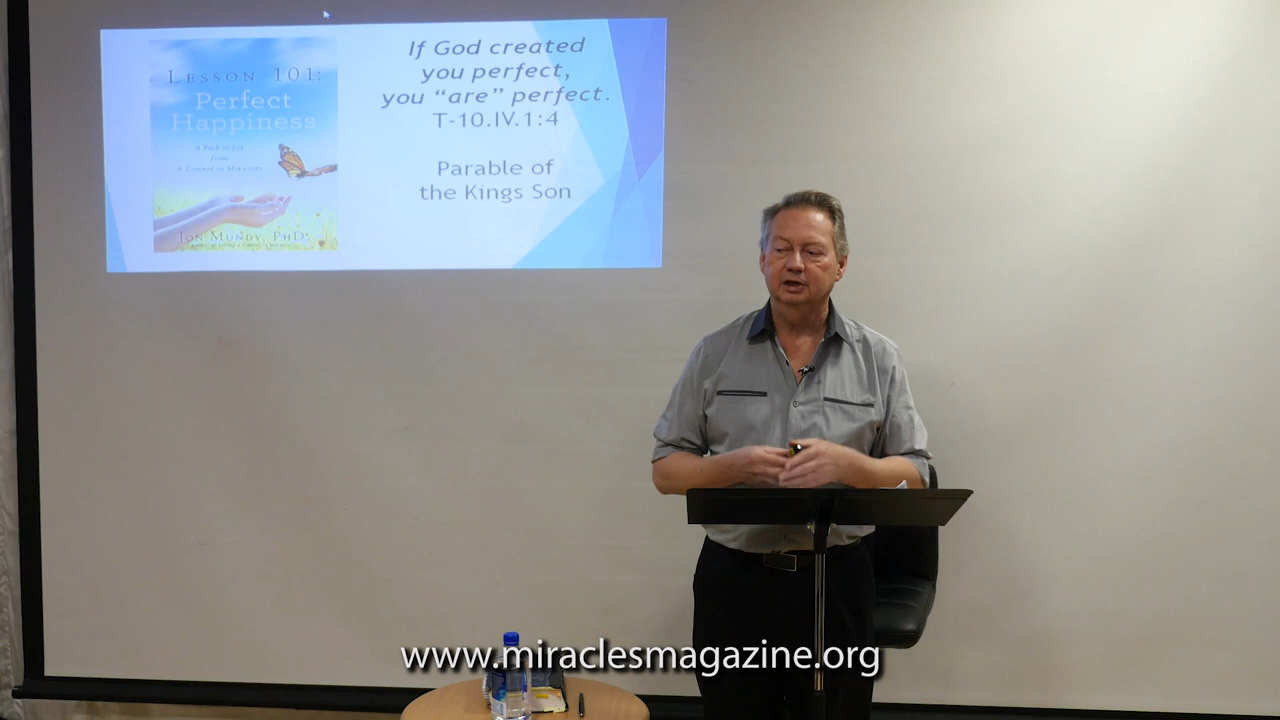 LESSON 101:
Perfect
Happiness
A Path to Joy
from
A COURSE IN MIRACLES
JON MUNDY, PHD
If God created
you perfect,
you “are” perfect.
T-10.IV.1:4
Parable of
the Kings Son
www.miraclesmagazine.org